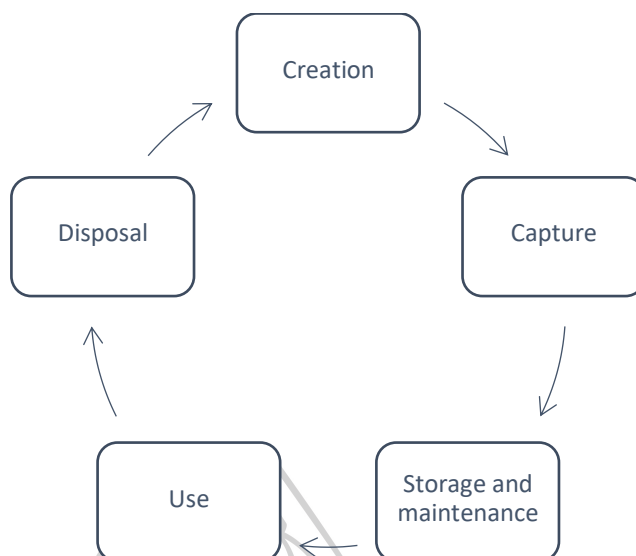 Creation
Capture
Storage and
maintenance
Use
Disposal